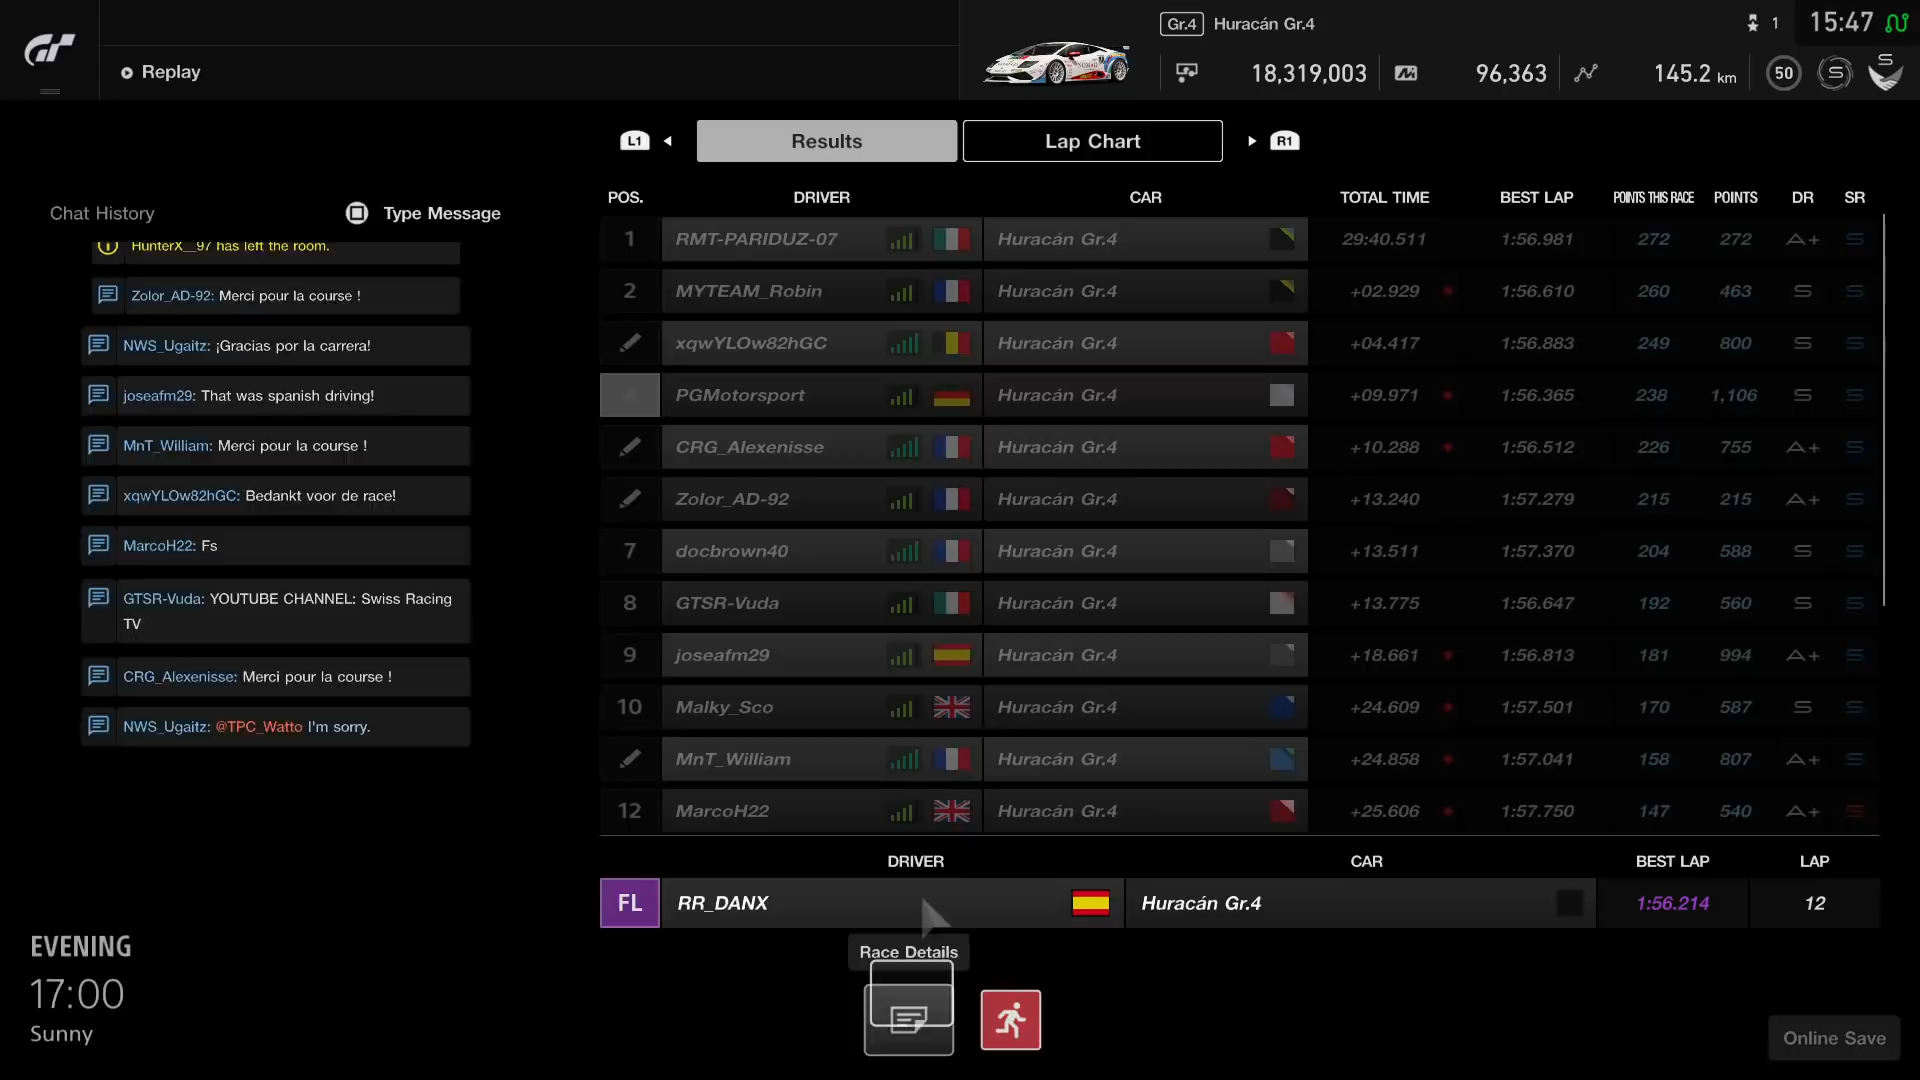 Gr.4 Huracán Gr.4
1
15:47
Replay
18,319,003
96,363
145.2 km
50
S
S
L1
Results
Lap Chart
R1
Chat History
Type Message
HunterX__97 has left the room.
Zolor_AD-92: Merci pour la course !
NWS_Ugaitz: ¡Gracias por la carrera!
joseafm29: That was spanish driving!
MnT_William: Merci pour la course !
xqwYLOw82hGC: Bedankt voor de race!
MarcoH22: Fs
GTSR-Vuda: YOUTUBE CHANNEL: Swiss Racing
TV
CRG_Alexenisse: Merci pour la course !
NWS_Ugaitz: @TPC_Watto I'm sorry.
POS. DRIVER CAR TOTAL TIME BEST LAP POINTS THIS RACE POINTS DR SR
1 RMT-PARIDUZ-07 Huracán Gr.4 29:40.511 1:56.981 272 272 A+ S
2 MYTEAM_Robin Huracán Gr.4 +02.929 1:56.610 260 463 S S
xqwYLOw82hGC Huracán Gr.4 +04.417 1:56.883 249 800 S S
PGMotorsport Huracán Gr.4 +09.971 1:56.365 238 1,106 S S
CRG_Alexenisse Huracán Gr.4 +10.288 1:56.512 226 755 A+ S
Zolor_AD-92 Huracán Gr.4 +13.240 1:57.279 215 215 A+ S
7 docbrown40 Huracán Gr.4 +13.511 1:57.370 204 588 S S
8 GTSR-Vuda Huracán Gr.4 +13.775 1:56.647 192 560 S S
9 joseafm29 Huracán Gr.4 +18.661 1:56.813 181 994 A+ S
10 Malky_Sco Huracán Gr.4 +24.609 1:57.501 170 587 S S
MnT_William Huracán Gr.4 +24.858 1:57.041 158 807 A+ S
12 MarcoH22 Huracán Gr.4 +25.606 1:57.750 147 540 A+ S
DRIVER CAR BEST LAP LAP
FL RR_DANX Huracán Gr.4 1:56.214 12
Race Details
EVENING
17:00
Sunny
Online Save